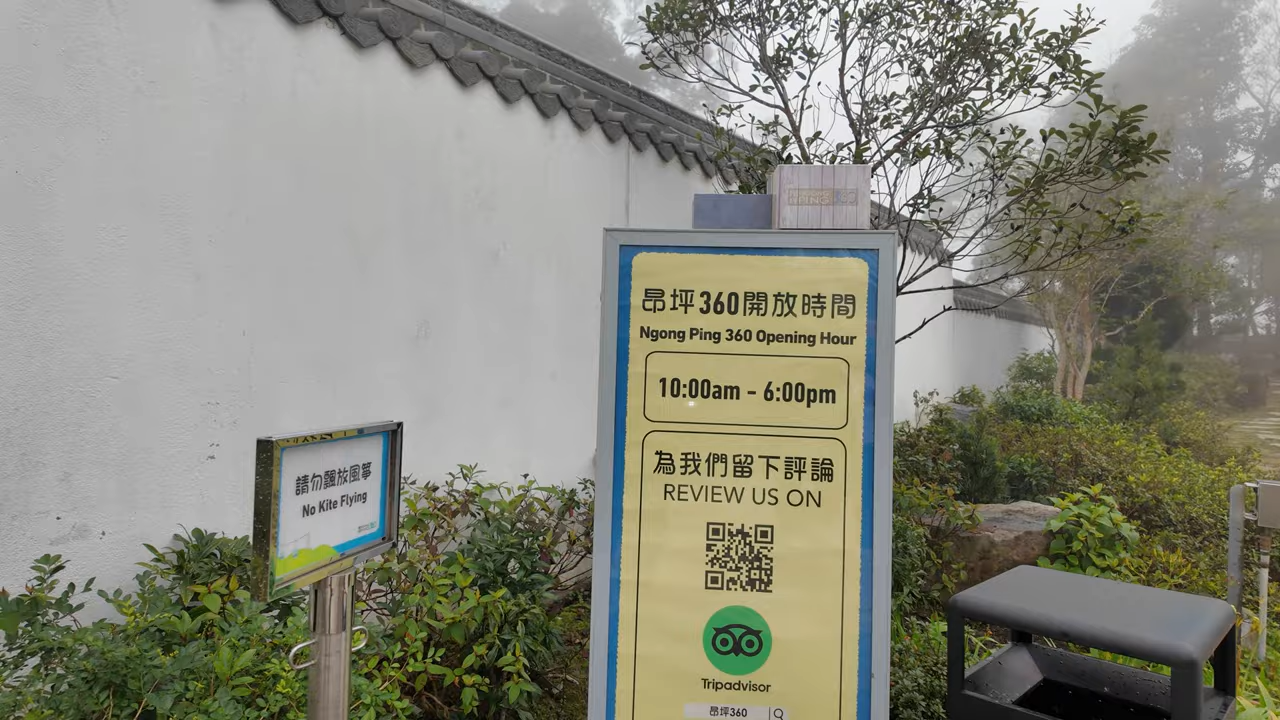 昂坪360開放時間
Ngong Ping 360 Opening Hour
10:00am - 6:00pm
為我們留下評論
REVIEW US ON
Tripadvisor
昂坪360
請勿飄放風箏
No Kite Flying